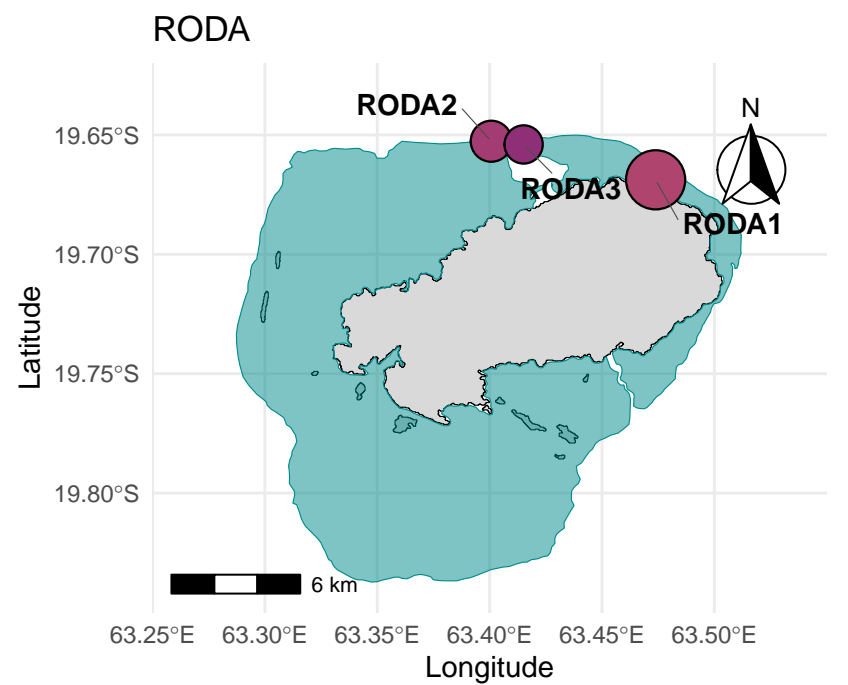 RODA
N
RODA2
19.65°S
RODA3
RODA1
19.70°S
Latitude
19.75°S
19.80°S
6 km
63.25°E 63.30°E 63.35°E 63.40°E 63.45°E 63.50°E
Longitude